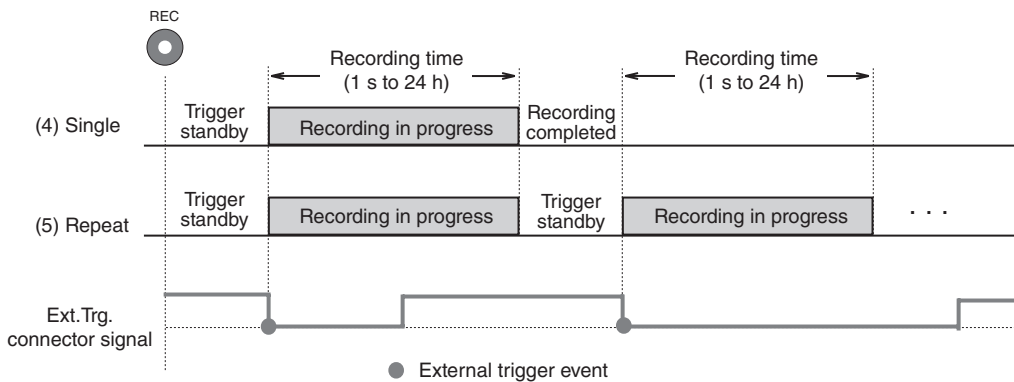 REC
Recording time
(1 s to 24 h)
Recording time
(1 s to 24 h)
(4) Single
Trigger
standby
Recording in progress
Recording
completed
(5) Repeat
Trigger
standby
Recording in progress
Trigger
standby
Recording in progress
. . .
Ext.Trg.
connector signal
External trigger event